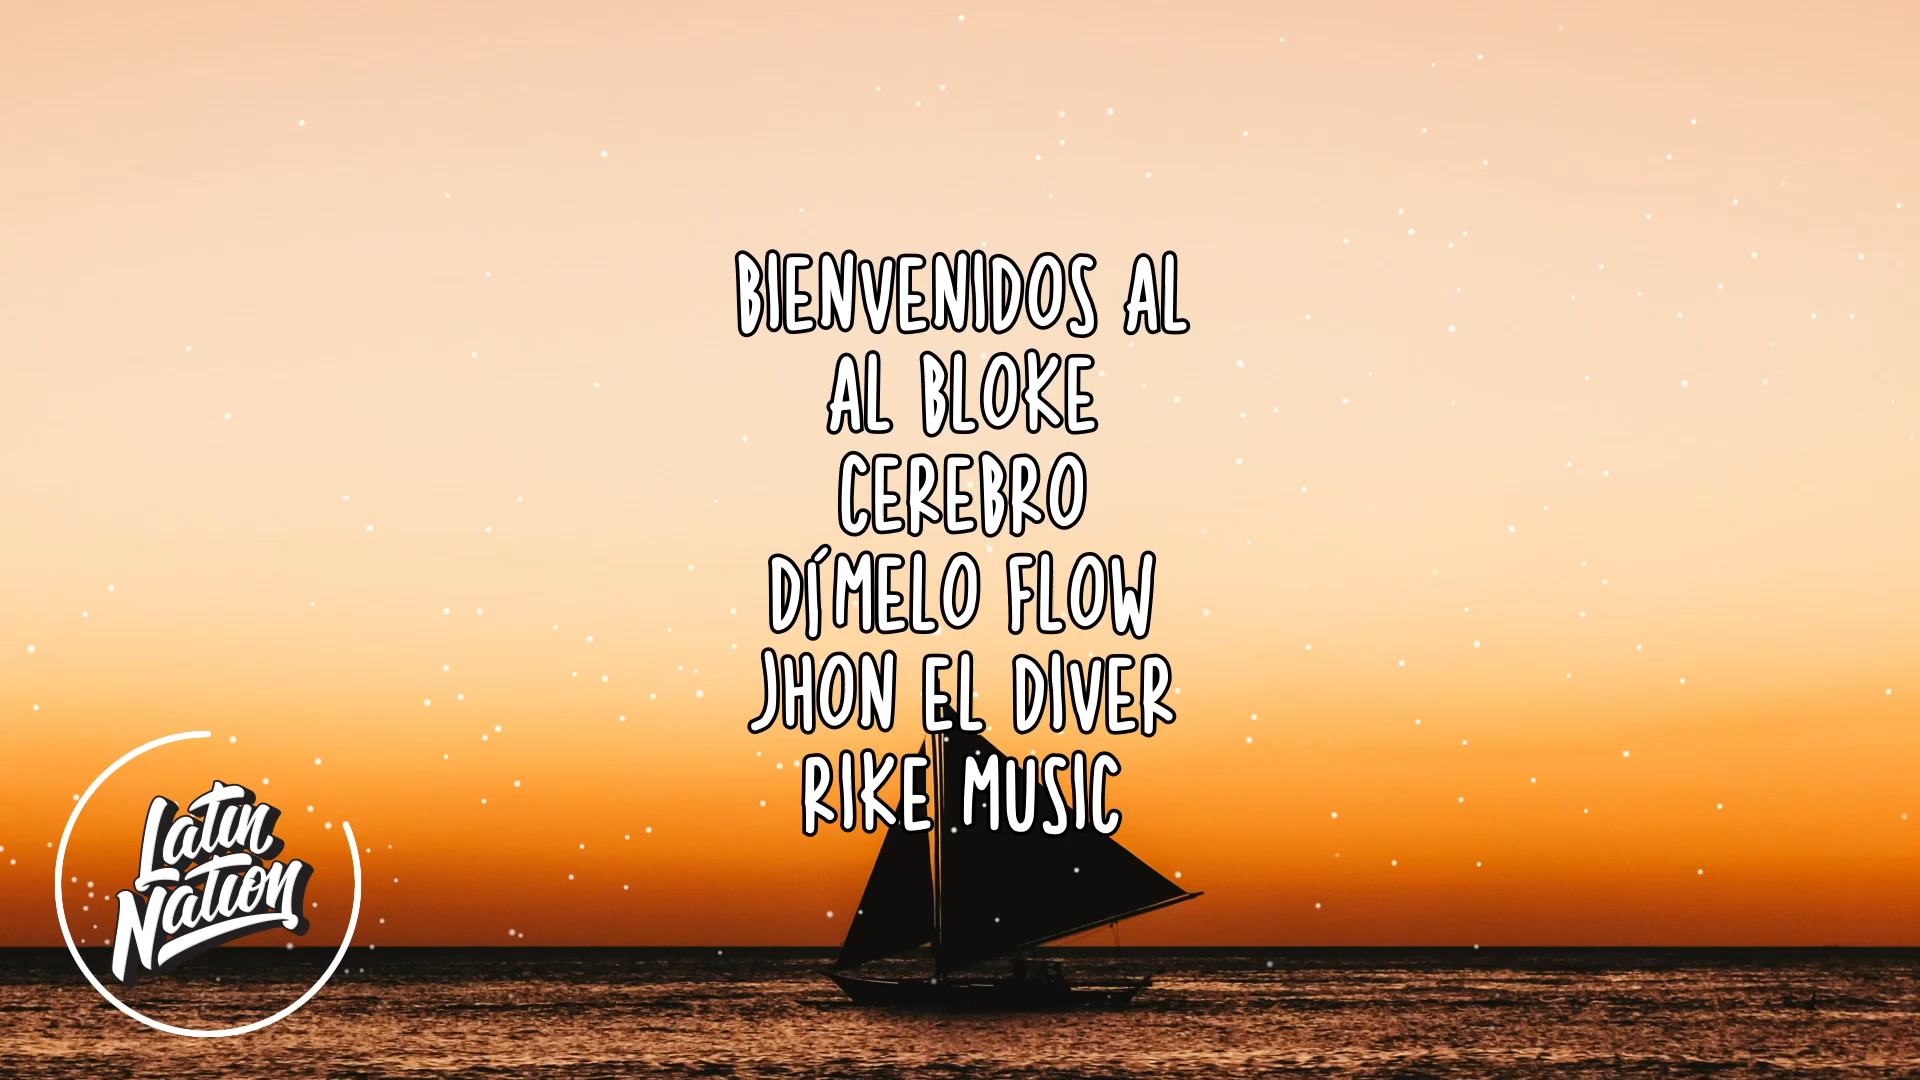 BIENVENIDOS AL
AL BLOKE
CEREBRO
DÍMELO FLOW
JHON EL DIVER
RIKE MUSIC
Latin
Nation